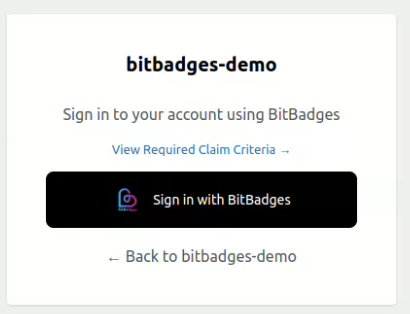 bitbadges-demo
Sign in to your account using BitBadges
View Required Claim Criteria →
Sign in with BitBadges
← Back to bitbadges-demo